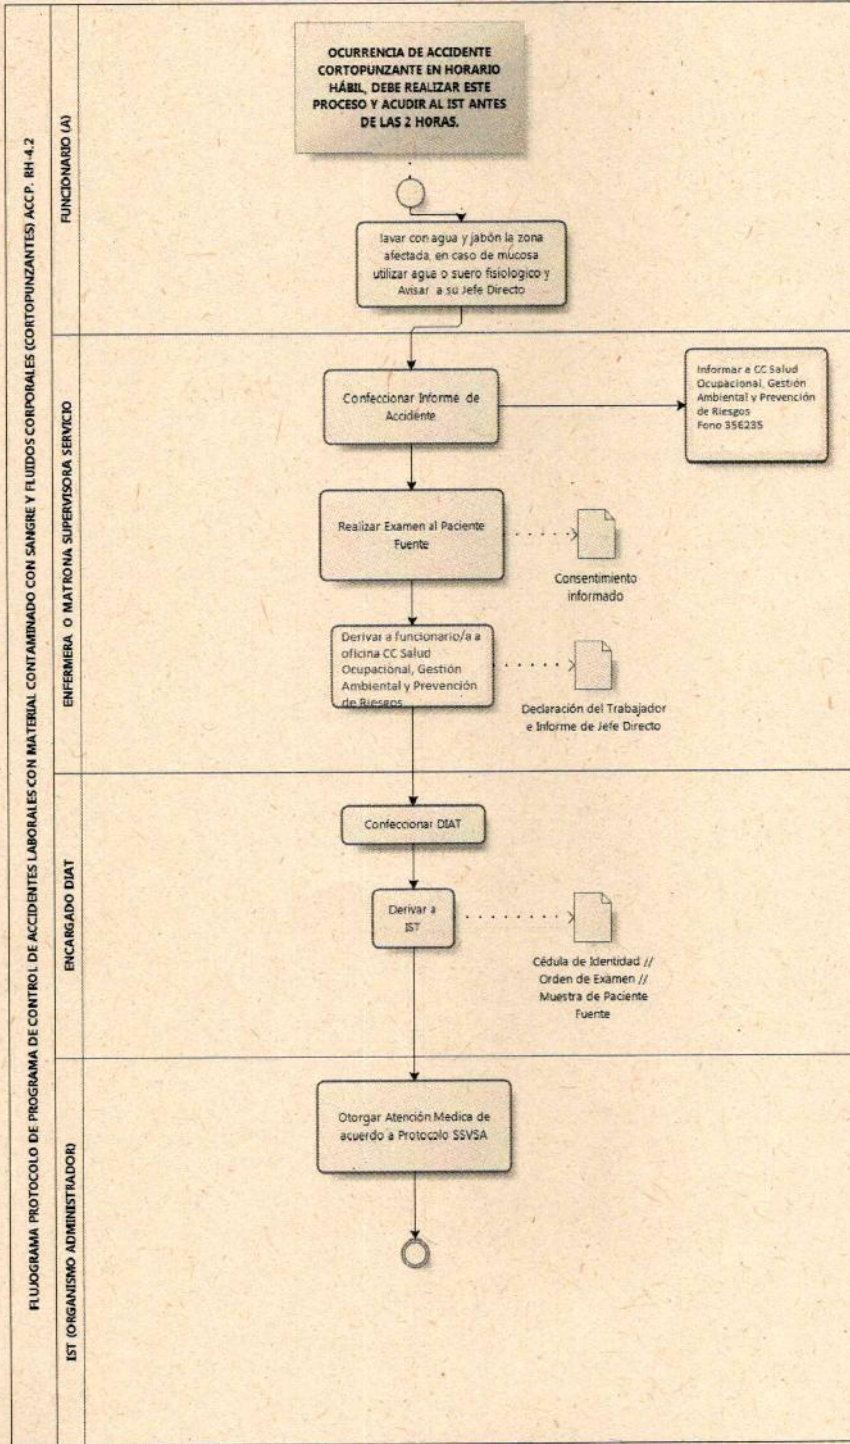 FLUJOGRAMA PROTOCOLO DE PROGRAMA DE CONTROL DE ACCIDENTES LABORALES CON MATERIAL CONTAMINADO CON SANGRE Y FLUIDOS CORPORALES (CORTOPUNZANTES) ACCP. RH-4.2
FUNCIONARIO (A)
OCURRENCIA DE ACCIDENTE
CORTOPUNZANTE EN HORARIO
HÁBIL, DEBE REALIZAR ESTE
PROCESO Y ACUDIR AL IST ANTES
DE LAS 2 HORAS.
lavar con agua y jabón la zona
afectada, en caso de mucosa
utilizar agua o suero fisiologico y
Avisar a su Jefe Directo
ENFERMERA O MATRONA SUPERVISORA SERVICIO
Confeccionar Informe de
Accidente
Informar a CC Salud
Ocupacional, Gestión
Ambiental y Prevención
de Riesgos
Fono 356235
Realizar Examen al Paciente
Fuente
Consentimiento
informado
Derivar a funcionario/a a
oficina CC Salud
Ocupacional, Gestión
Ambiental y Prevención
de Riesgos
Declaración del Trabajador
e Informe de Jefe Directo
ENCARGADO DIAT
Confeccionar DIAT
Derivar a
IST
Cédula de Identidad //
Orden de Examen //
Muestra de Paciente
Fuente
IST (ORGANISMO ADMINISTRADOR)
Otorgar Atención Medica de
acuerdo a Protocolo SSVSA